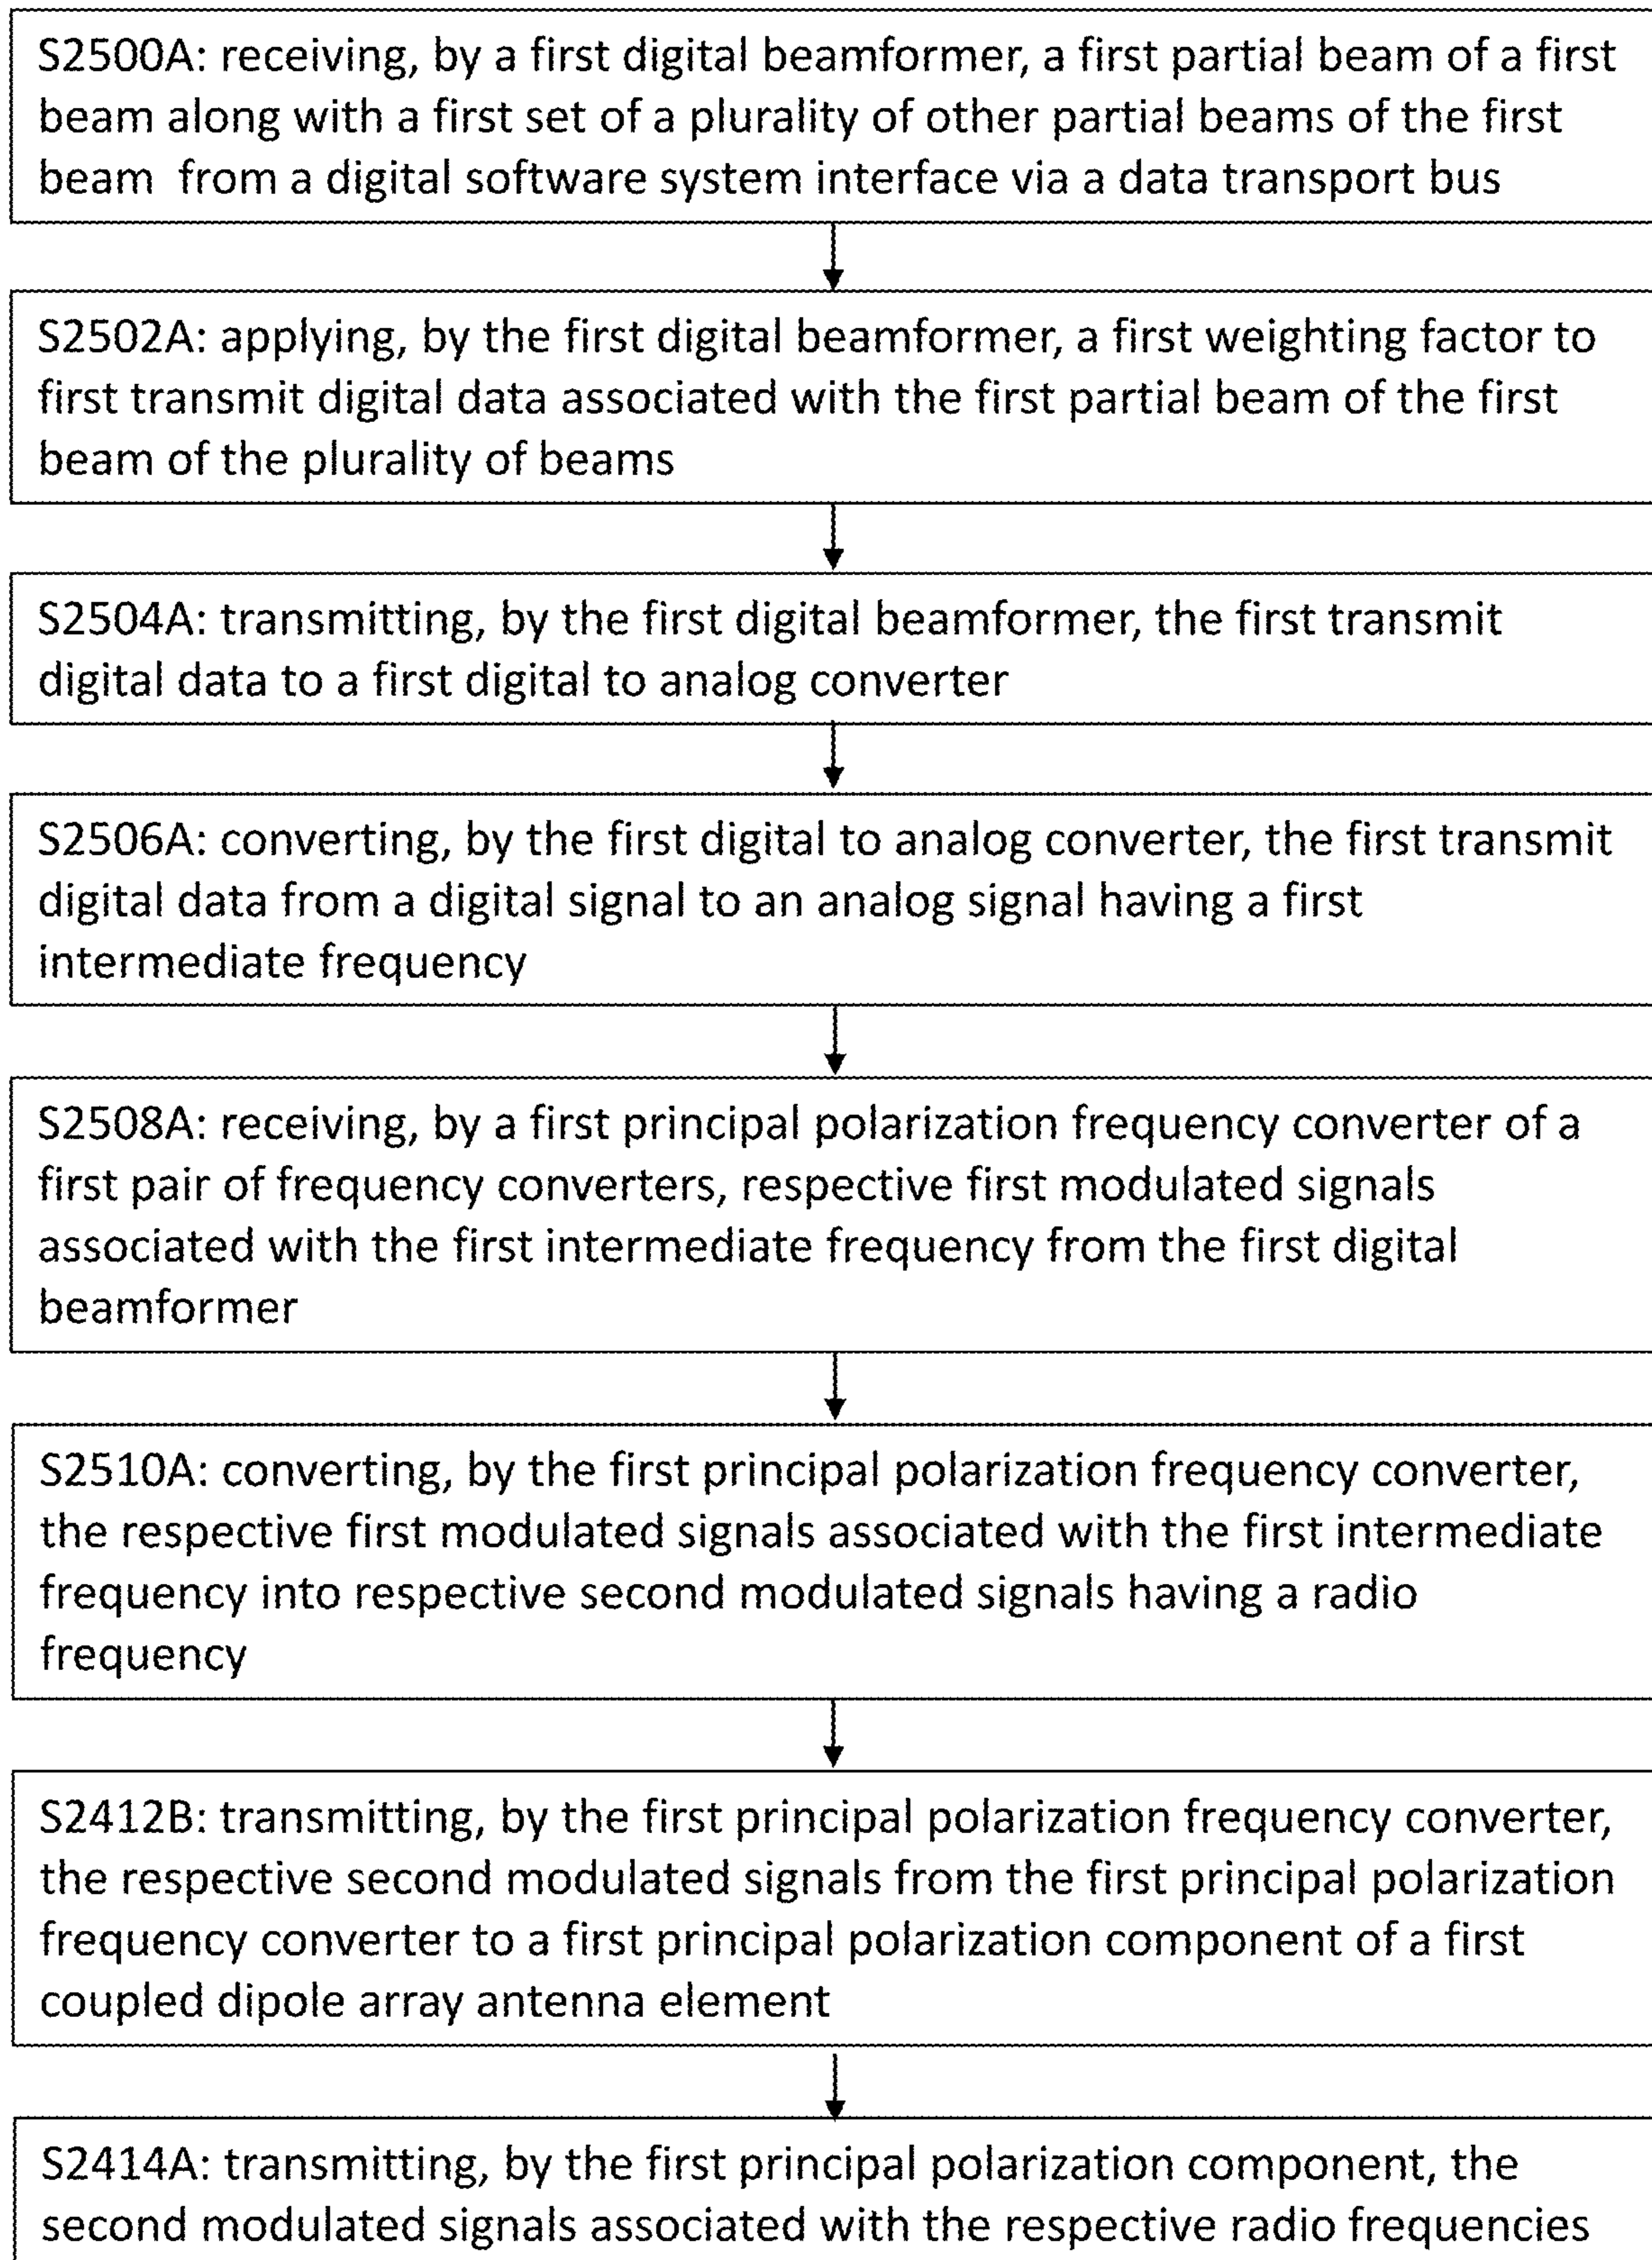 S2500A: receiving, by a first digital beamformer, a first partial beam of a first
beam along with a first set of a plurality of other partial beams of the first
beam from a digital software system interface via a data transport bus
S2502A: applying, by the first digital beamformer, a first weighting factor to
first transmit digital data associated with the first partial beam of the first
beam of the plurality of beams
S2504A: transmitting, by the first digital beamformer, the first transmit
digital data to a first digital to analog converter
S2506A: converting, by the first digital to analog converter, the first transmit
digital data from a digital signal to an analog signal having a first
intermediate frequency
S2508A: receiving, by a first principal polarization frequency converter of a
first pair of frequency converters, respective first modulated signals
associated with the first intermediate frequency from the first digital
beamformer
S2510A: converting, by the first principal polarization frequency converter,
the respective first modulated signals associated with the first intermediate
frequency into respective second modulated signals having a radio
frequency
S2412B: transmitting, by the first principal polarization frequency converter,
the respective second modulated signals from the first principal polarization
frequency converter to a first principal polarization component of a first
coupled dipole array antenna element
S2414A: transmitting, by the first principal polarization component, the
second modulated signals associated with the respective radio frequencies